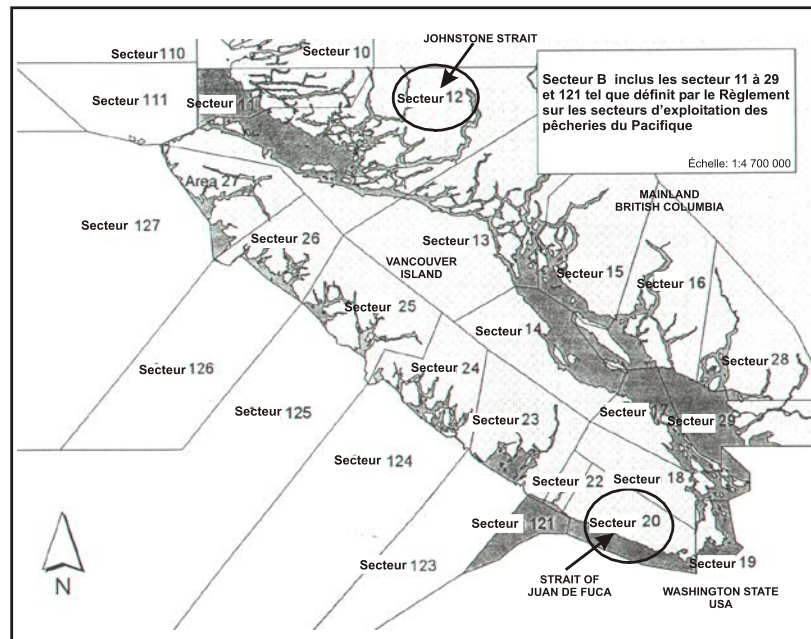 Secteur 110
Secteur 10
JOHNSTONE STRAIT
Secteur 111
Secteur 11
Secteur 12
Secteur B inclus les secteur 11 à 29
et 121 tel que définit par le Règlement
sur les secteurs d'exploitation des
pêcheries du Pacifique
Échelle: 1:4 700 000
Area 27
MAINLAND
BRITISH COLUMBIA
Secteur 127
Secteur 26
Secteur 13
VANCOUVER
ISLAND
Secteur 15
Secteur 16
Secteur 25
Secteur 14
Secteur 126
Secteur 24
Secteur 28
Secteur 125
Secteur 23
Secteur 17
Secteur 29
Secteur 124
Secteur 22
Secteur 18
Secteur 121
Secteur 20
Secteur 123
Secteur 19
N
STRAIT OF
JUAN DE FUCA
WASHINGTON STATE
USA